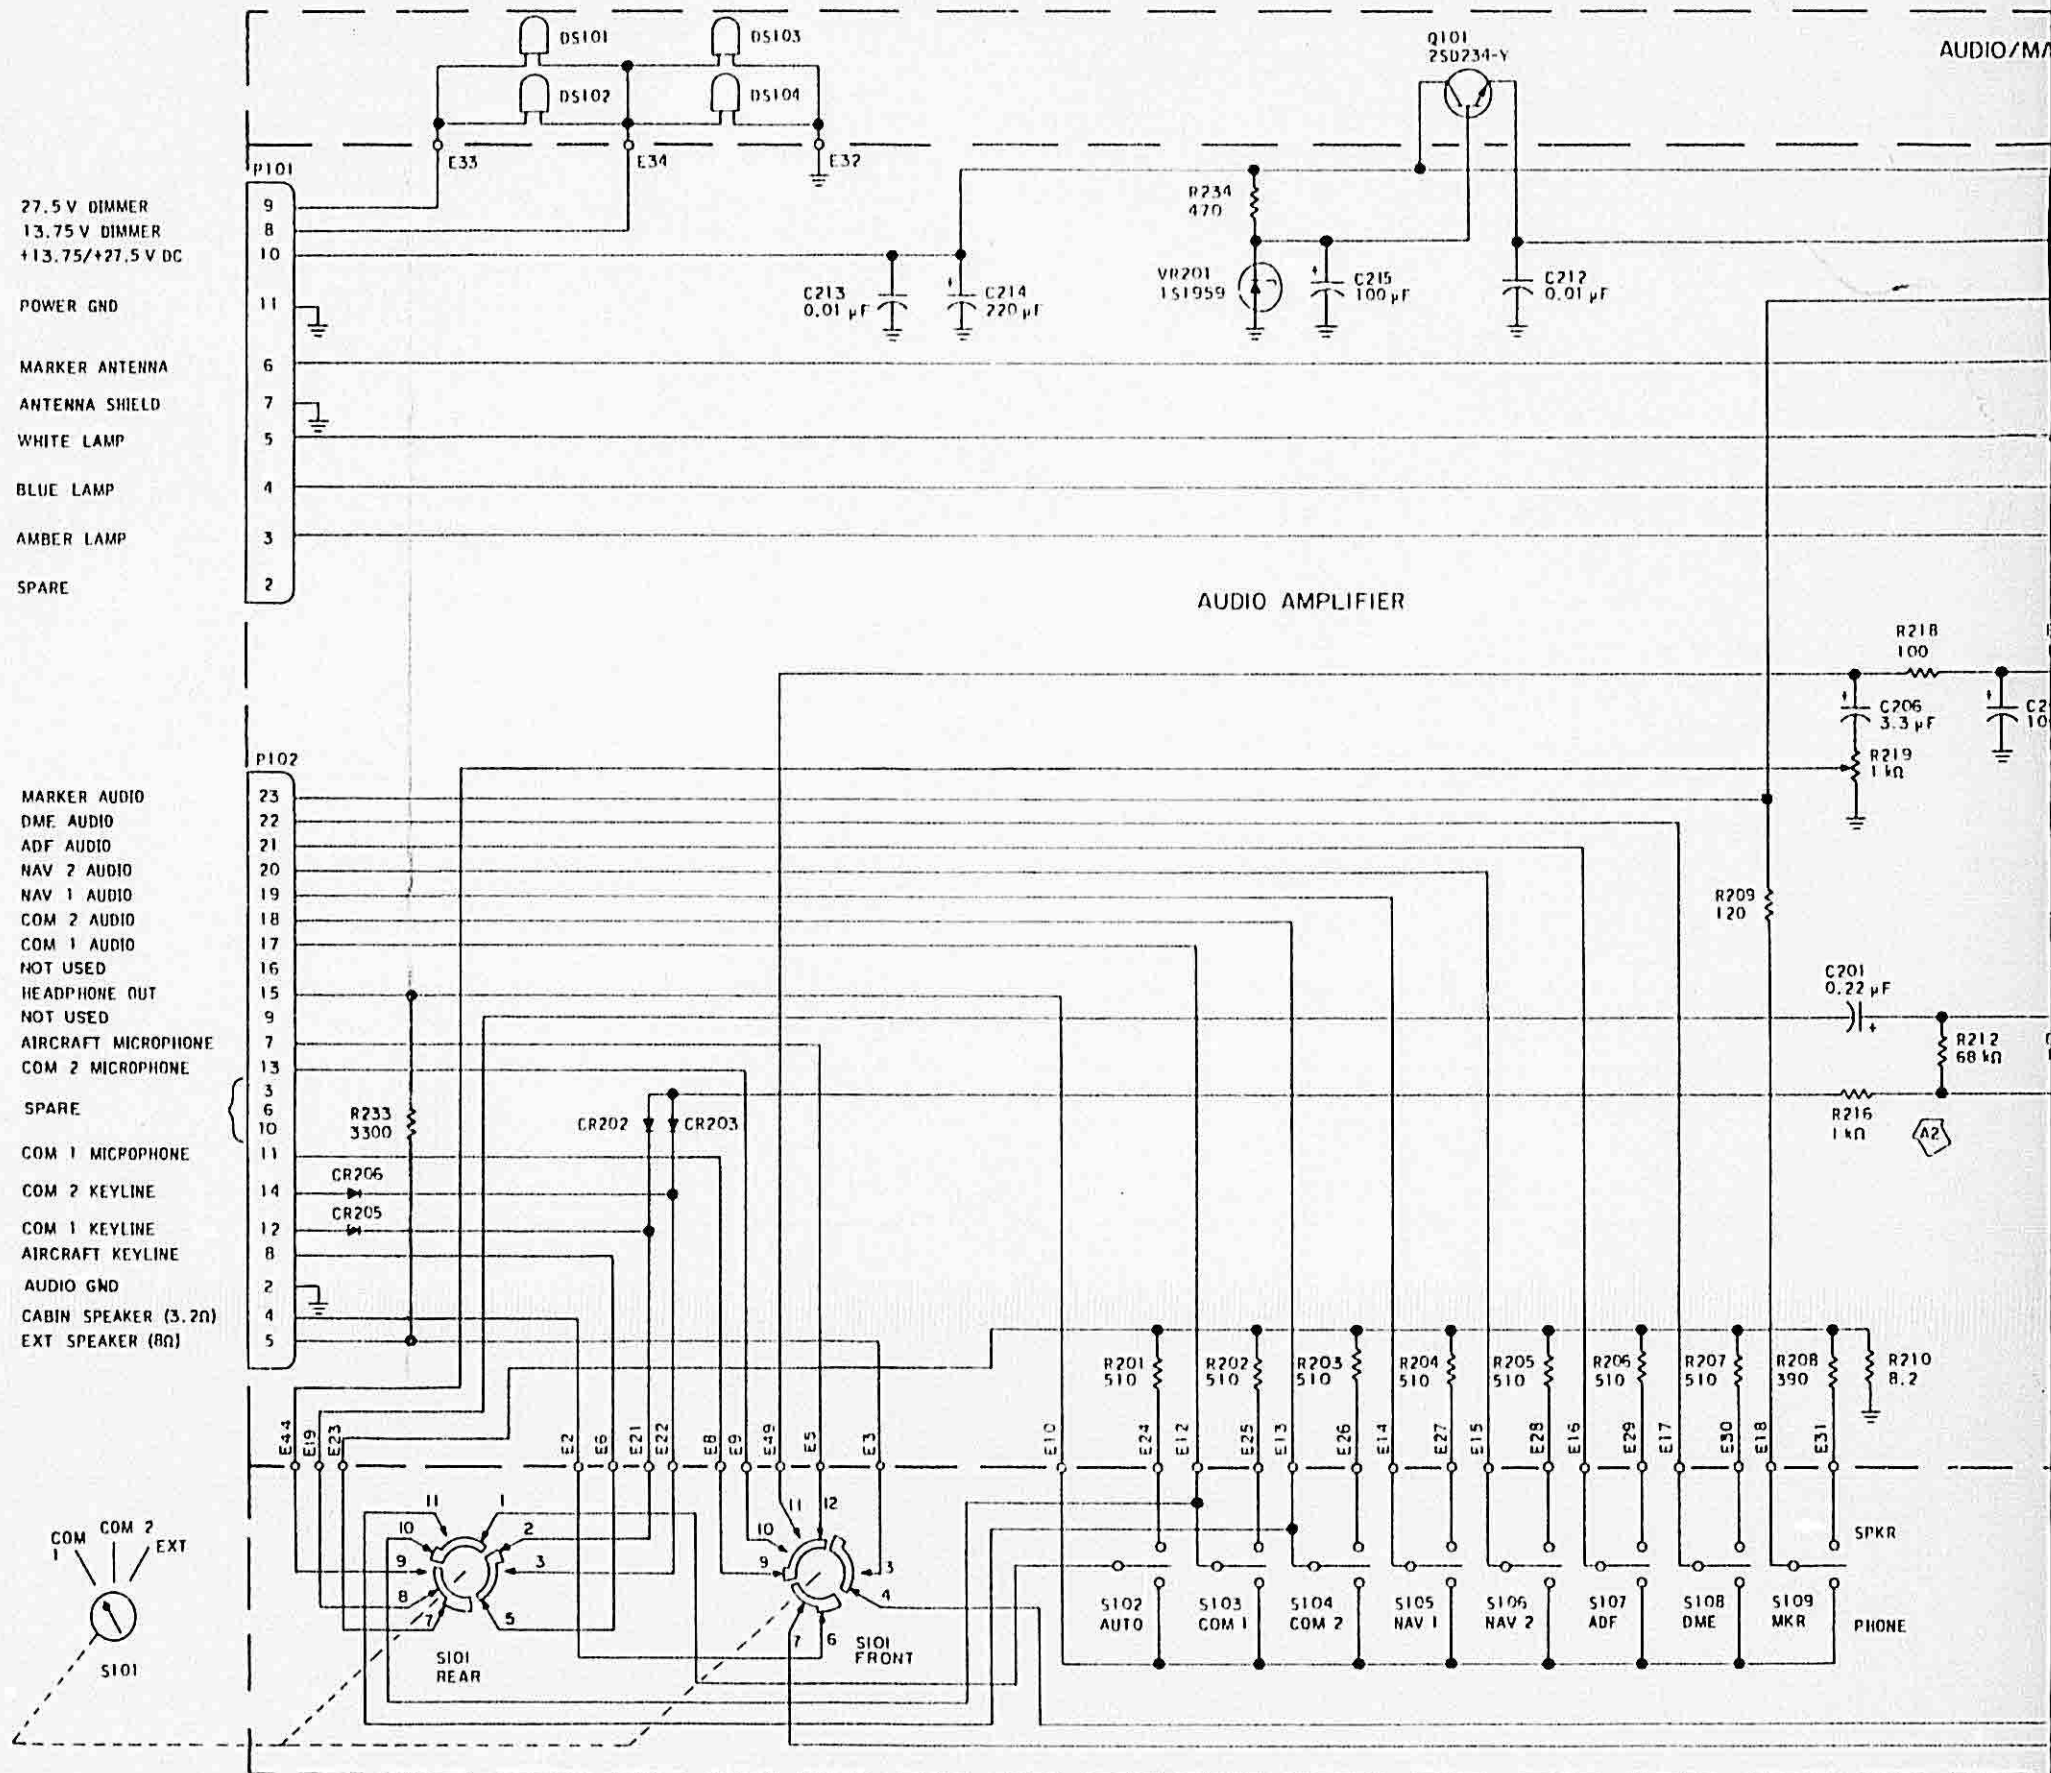 DS101
DS103
DS102
DS104
Q101
2SD234-Y
E33
E34
E32
P101
27.5 V DIMMER 9
13.75 V DIMMER 8
+13.75/+27.5 V DC 10
POWER GND 11
MARKER ANTENNA 6
ANTENNA SHIELD 7
WHITE LAMP 5
BLUE LAMP 4
AMBER LAMP 3
SPARE 2
C213
0.01 µF
+
C214
220 µF
R234
470
VR201
1S1959
+
C215
100 µF
C212
0.01 µF
AUDIO AMPLIFIER
R218
100
+
C206
3.3 µF
R219
1 kΩ
+
P102
MARKER AUDIO 23
DME AUDIO 22
ADF AUDIO 21
NAV 2 AUDIO 20
NAV 1 AUDIO 19
COM 2 AUDIO 18
COM 1 AUDIO 17
NOT USED 16
HEADPHONE OUT 15
NOT USED 9
AIRCRAFT MICROPHONE 7
COM 2 MICROPHONE 13
SPARE
3
6
10
COM 1 MICROPHONE 11
COM 2 KEYLINE 14
COM 1 KEYLINE 12
AIRCRAFT KEYLINE 8
AUDIO GND 2
CABIN SPEAKER (3.2Ω) 4
EXT SPEAKER (8Ω) 5
R233
3300
CR206
CR205
CR202
CR203
R209
120
C201
0.22 µF
+
R212
68 kΩ
R216
1 kΩ
A2
R201
510
R202
510
R203
510
R204
510
R205
510
R206
510
R207
510
R208
390
R210
8.2
E44
E19
E23
E2
E6
E21
E22
E8
E9
E49
E5
E3
E10
E24
E12
E25
E13
E26
E14
E27
E15
E28
E16
E29
E17
E30
E18
E31
11
1
10
2
9
3
8
7
5
S101
REAR
11
12
10
9
3
4
7
6
S101
FRONT
COM 1
COM 2
EXT
S101
SPKR
S102
AUTO
S103
COM 1
S104
COM 2
S105
NAV 1
S106
NAV 2
S107
ADF
S108
DME
S109
MKR
PHONE